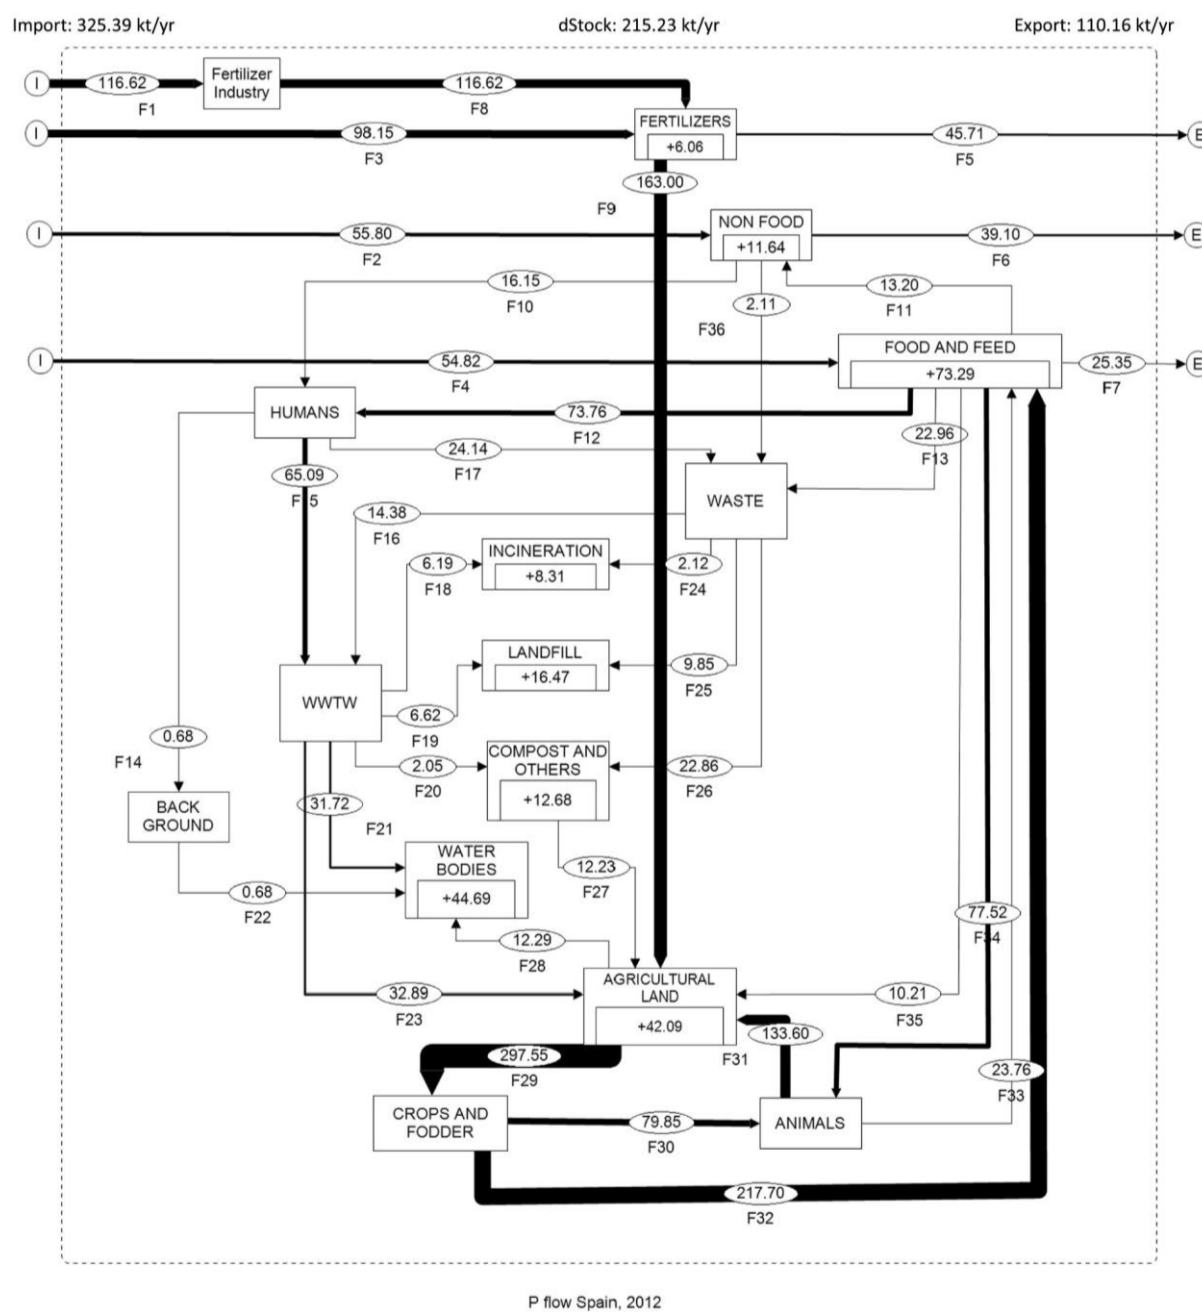 Import: 325.39 kt/yr dStock: 215.23 kt/yr Export: 110.16 kt/yr
I 116.62 Fertilizer Industry 116.62
F1 F8
I 98.15 FERTILIZERS 45.71 E
+6.06
F3 F5
163.00
F9
I 55.80 NON FOOD 39.10 E
+11.64
F2 F6
16.15 13.20
F10 2.11 F11
F36
I 54.82 FOOD AND FEED 25.35 E
+73.29
F4 F7
HUMANS 73.76
F12 22.96
24.14 F13
65.09 F17
F15
WASTE
14.38
F16
INCINERATION
6.19 +8.31 2.12
F18 F24
LANDFILL
+16.47 9.85
F25
WWTW
6.62
F19
0.68
F14
COMPOST AND
OTHERS
2.05 22.86
F20 F26
+12.68
31.72
F21
BACK
GROUND
WATER
BODIES
12.23
F27
0.68 +44.69
F22
77.52
F34
12.29
F28
AGRICULTURAL
LAND
32.89 10.21
F23 F35
+42.09
133.60
F31
297.55
F29
23.76
F33
CROPS AND
FODDER
79.85 ANIMALS
F30
217.70
F32
P flow Spain, 2012